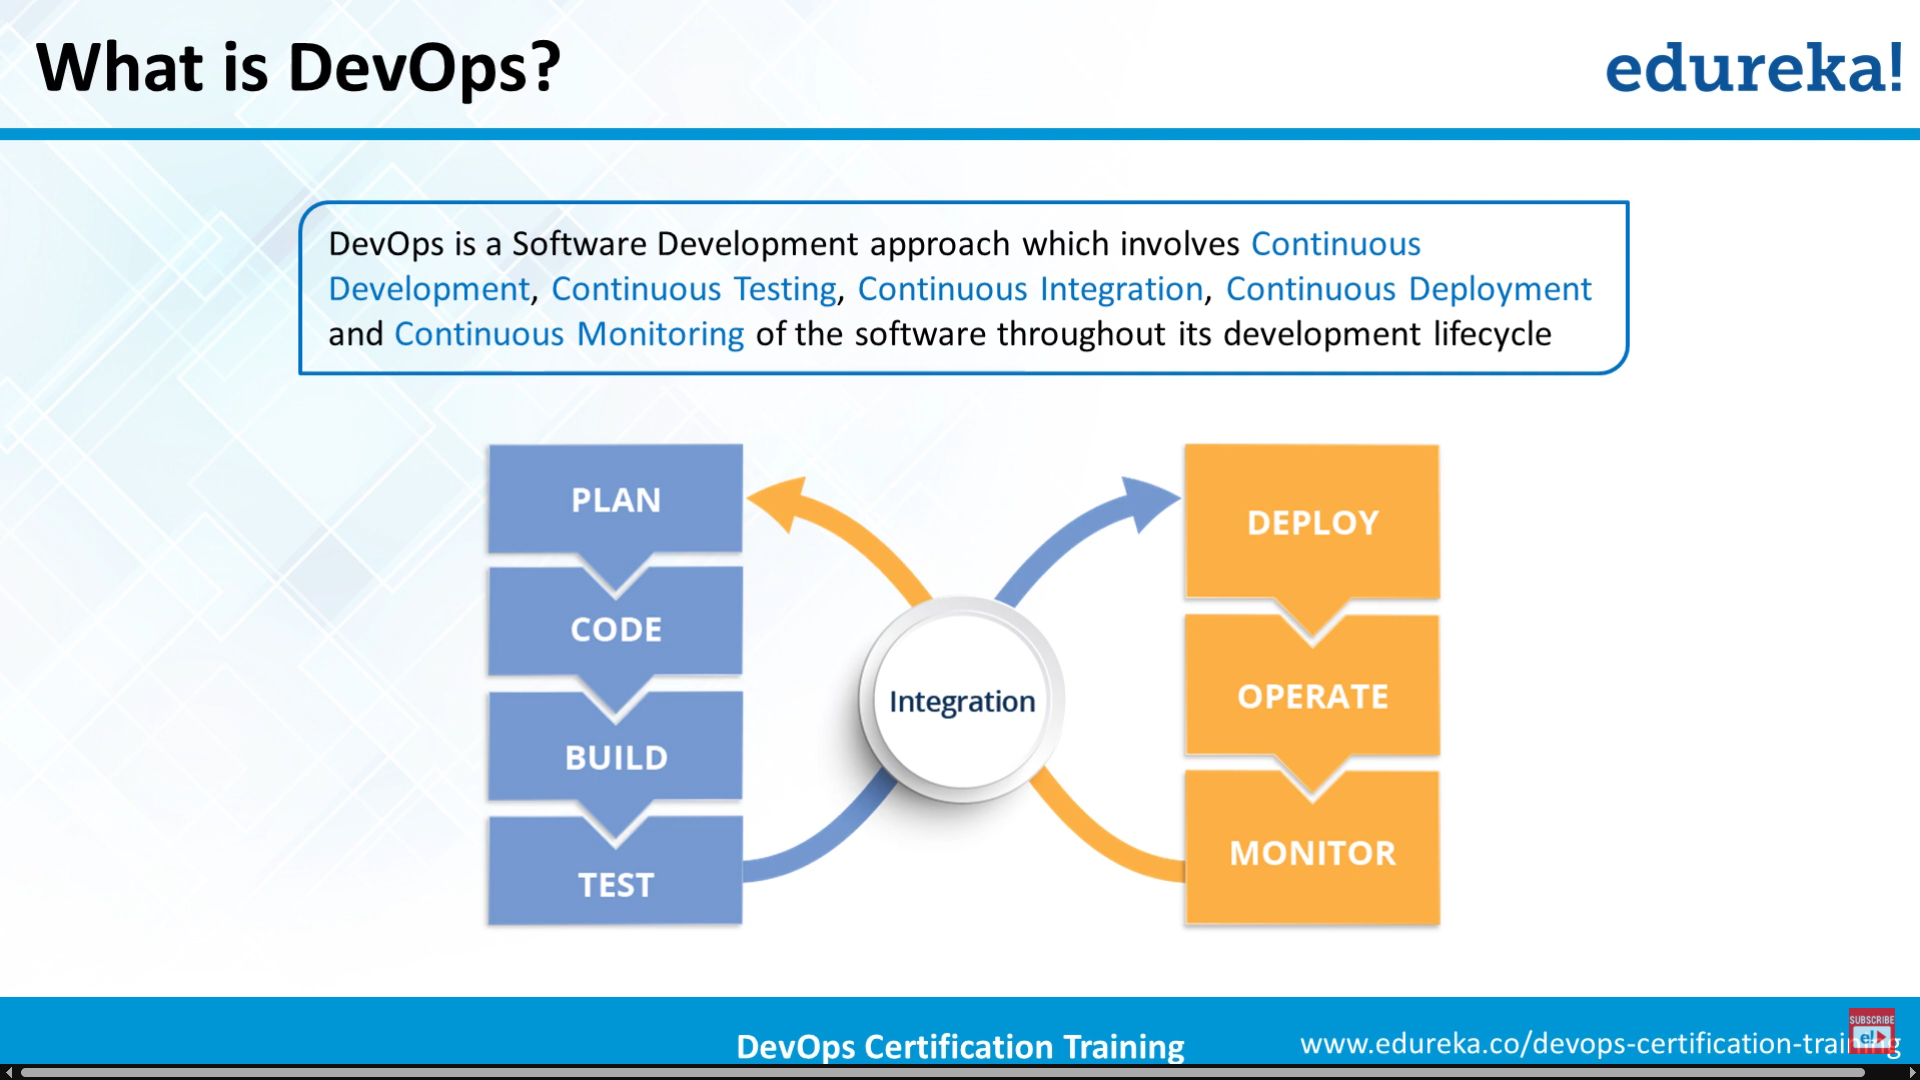 What is DevOps?
edureka!
DevOps is a Software Development approach which involves Continuous
Development, Continuous Testing, Continuous Integration, Continuous Deployment
and Continuous Monitoring of the software throughout its development lifecycle
PLAN
CODE
BUILD
TEST
Integration
DEPLOY
OPERATE
MONITOR
DevOps Certification Training
www.edureka.co/devops-certification-training
SUBSCRIBE
e!